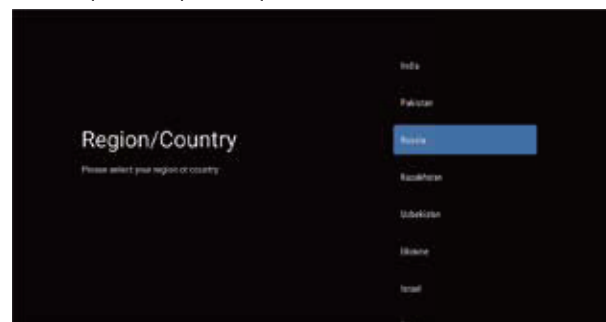 Region/Country
Please select your region or country
India
Pakistan
Russia
Kazakhstan
Uzbekistan
Ukraine
Israel